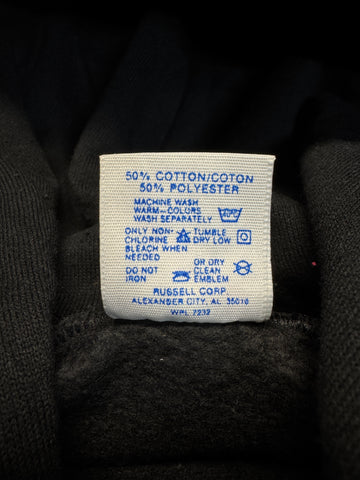 50% COTTON/COTON
50% POLYESTER
MACHINE WASH
WARM-COLORS
WASH SEPARATELY
ONLY NON-
CHLORINE
BLEACH WHEN
NEEDED
TUMBLE
DRY LOW
DO NOT
IRON
OR DRY
CLEAN
EMBLEM
RUSSELL CORP.
ALEXANDER CITY, AL 35010
WPL 7232